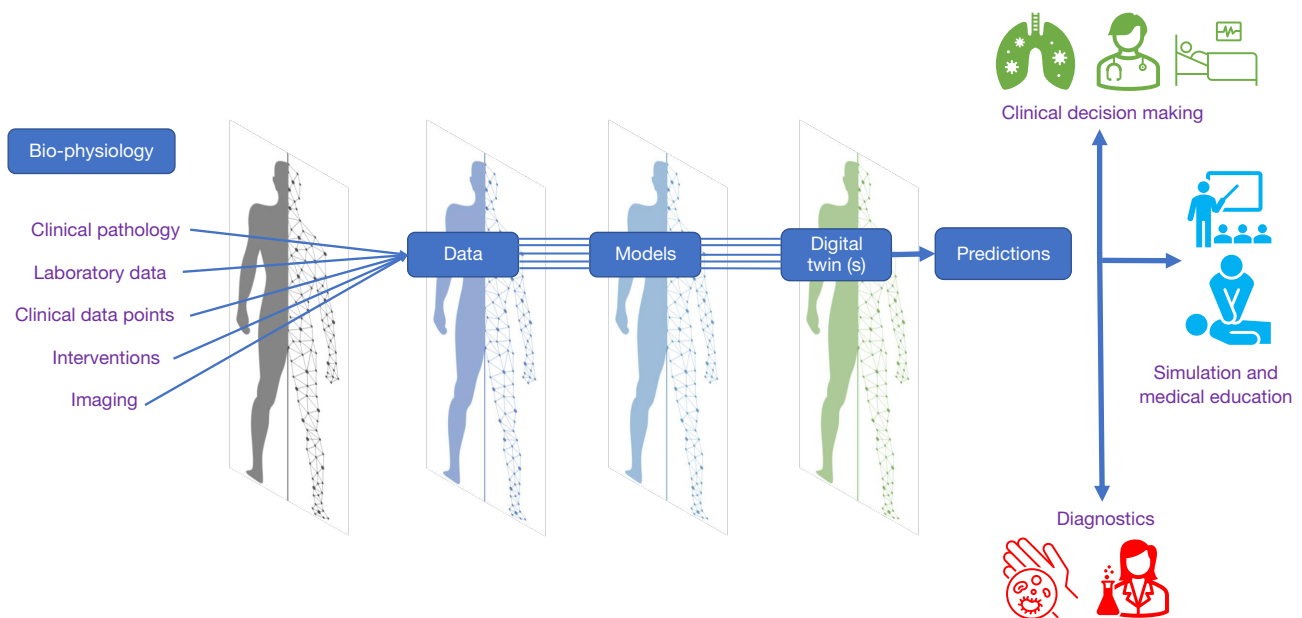 Bio-physiology
Clinical pathology
Laboratory data
Clinical data points
Interventions
Imaging
Data
Models
Digital
twin (s)
Predictions
Clinical decision making
Simulation and
medical education
Diagnostics